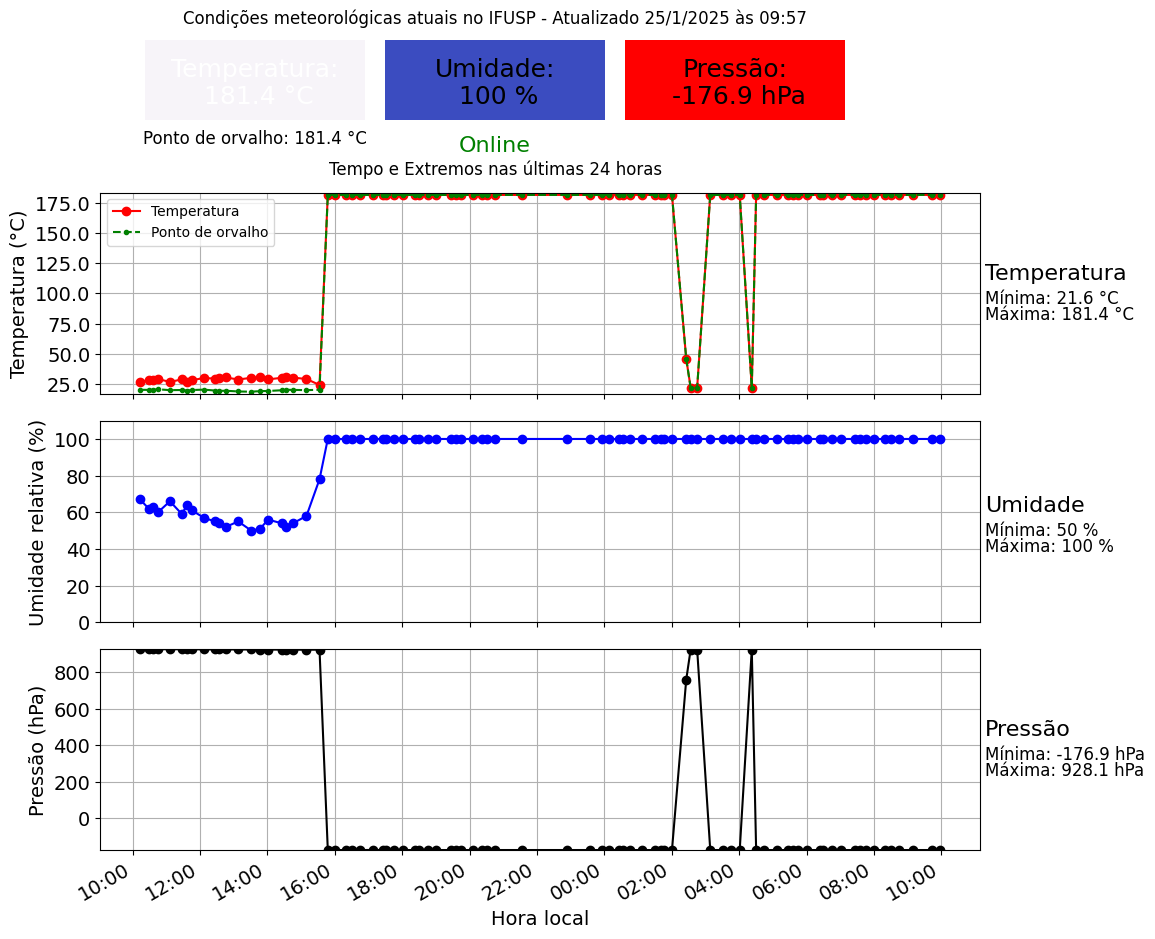 Condições meteorológicas atuais no IFUSP - Atualizado 25/1/2025 às 09:57
Temperatura:
181.4 °C
Umidade:
100 %
Pressão:
-176.9 hPa
Ponto de orvalho: 181.4 °C
Online
Tempo e Extremos nas últimas 24 horas
Temperatura (°C)
175.0
150.0
125.0
100.0
75.0
50.0
25.0
Temperatura
Ponto de orvalho
Temperatura
Mínima: 21.6 °C
Máxima: 181.4 °C
Umidade relativa (%)
100
80
60
40
20
0
Umidade
Mínima: 50 %
Máxima: 100 %
Pressão (hPa)
800
600
400
200
0
Pressão
Mínima: -176.9 hPa
Máxima: 928.1 hPa
10:00 12:00 14:00 16:00 18:00 20:00 22:00 00:00 02:00 04:00 06:00 08:00 10:00
Hora local